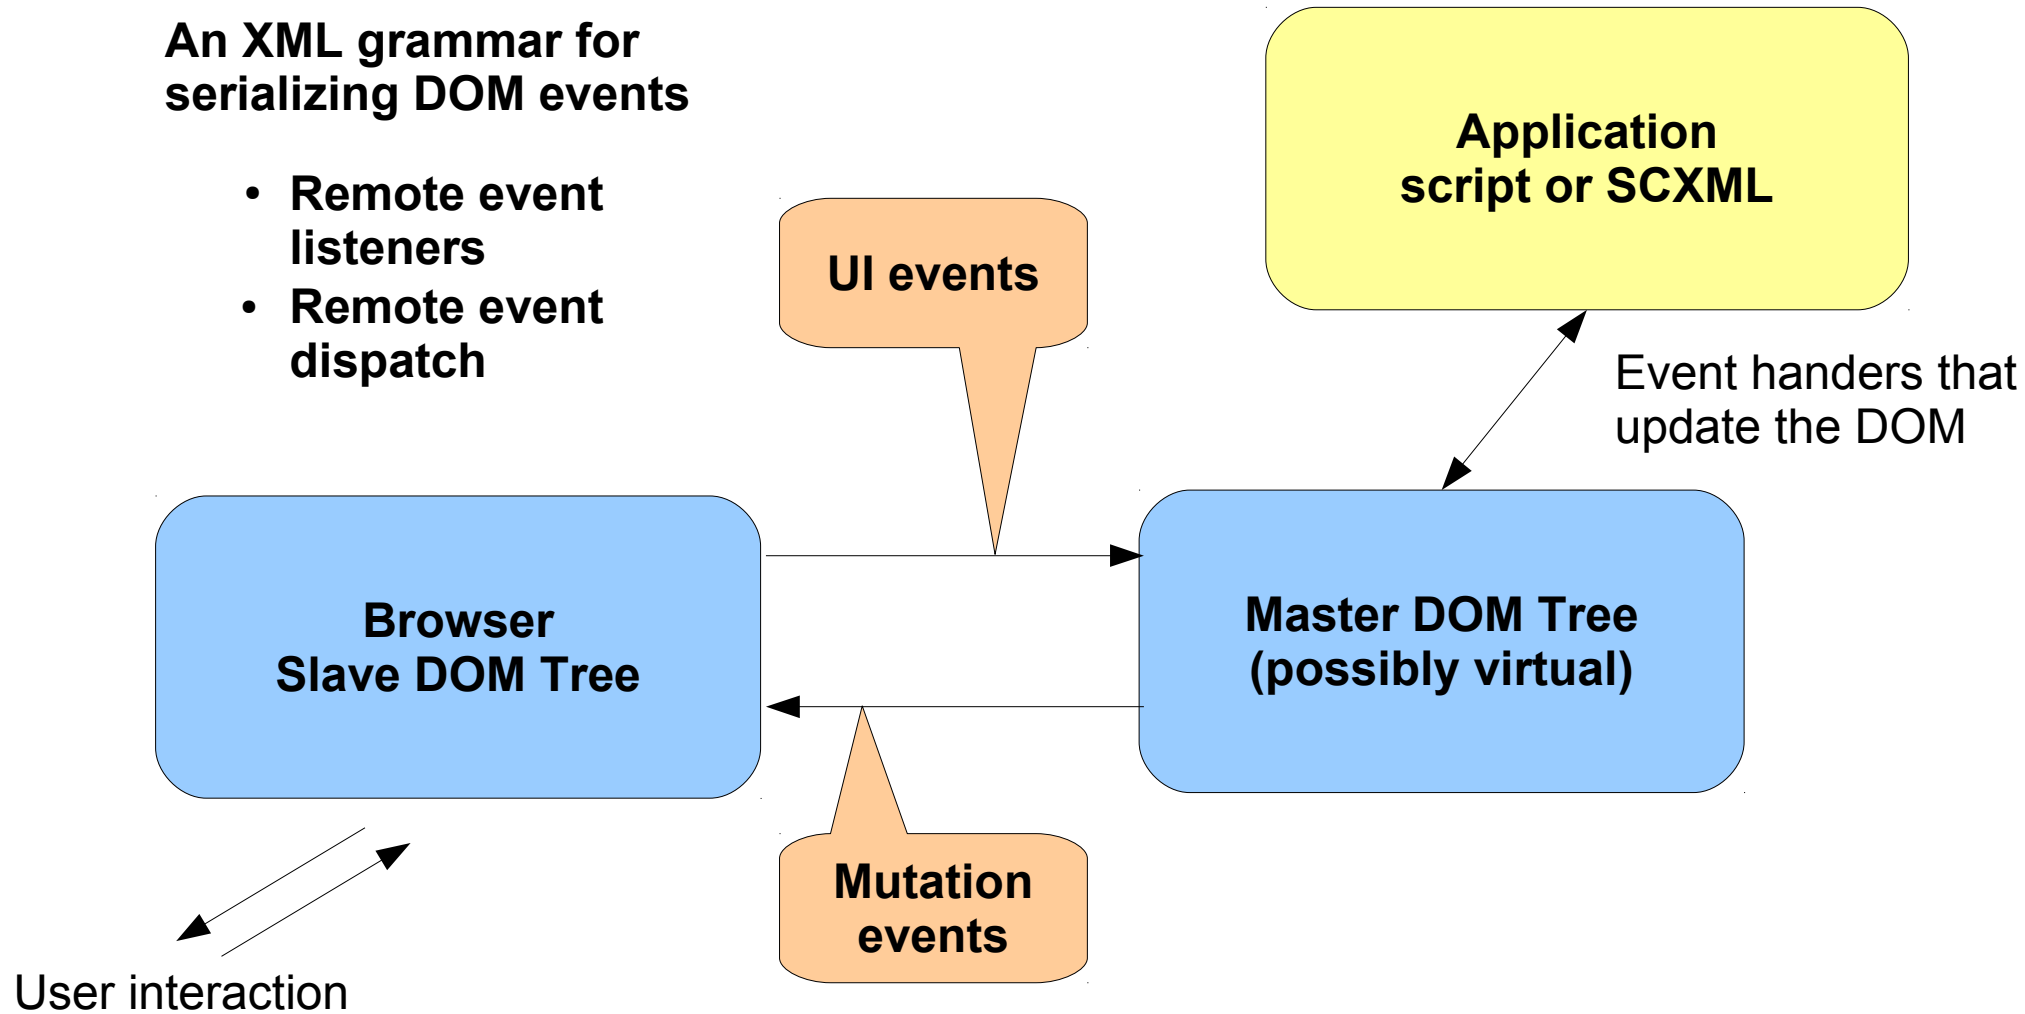 An XML grammar for
serializing DOM events
• Remote event
listeners
• Remote event
dispatch
Application
script or SCXML
UI events
Event handers that
update the DOM
Browser
Slave DOM Tree
Master DOM Tree
(possibly virtual)
Mutation
events
User interaction